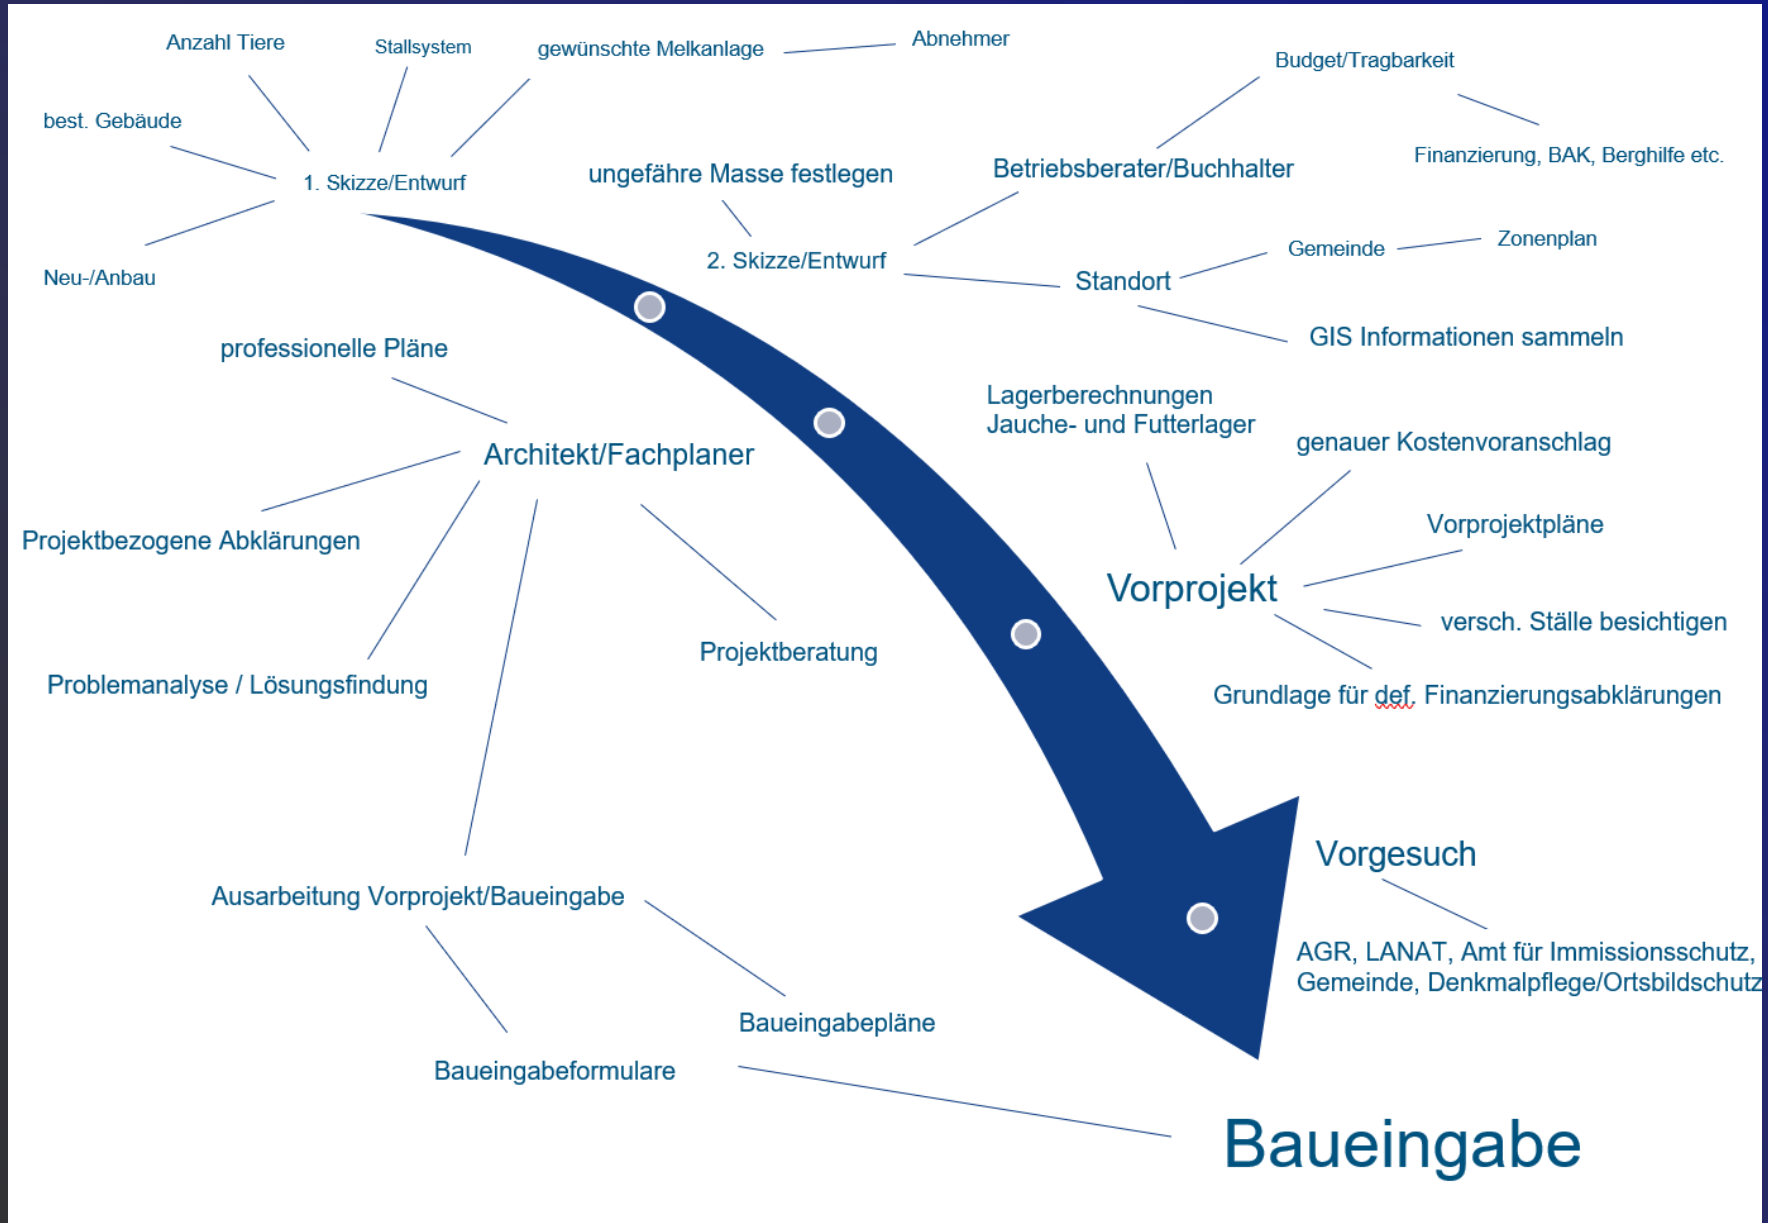 Anzahl Tiere
Stallsystem
gewünschte Melkanlage
Abnehmer
Budget/Tragbarkeit
best. Gebäude
Finanzierung, BAK, Berghilfe etc.
1. Skizze/Entwurf
ungefähre Masse festlegen
Betriebsberater/Buchhalter
Neu-/Anbau
2. Skizze/Entwurf
Standort
Gemeinde
Zonenplan
GIS Informationen sammeln
professionelle Pläne
Lagerberechnungen
Jauche- und Futterlager
genauer Kostenvoranschlag
Architekt/Fachplaner
Vorprojektpläne
Projektbezogene Abklärungen
Vorprojekt
versch. Ställe besichtigen
Projektberatung
Problemanalyse / Lösungsfindung
Grundlage für def. Finanzierungsabklärungen
Vorgesuch
Ausarbeitung Vorprojekt/Baueingabe
AGR, LANAT, Amt für Immissionsschutz,
Gemeinde, Denkmalpflege/Ortsbildschutz
Baueingabepläne
Baueingabeformulare
Baueingabe